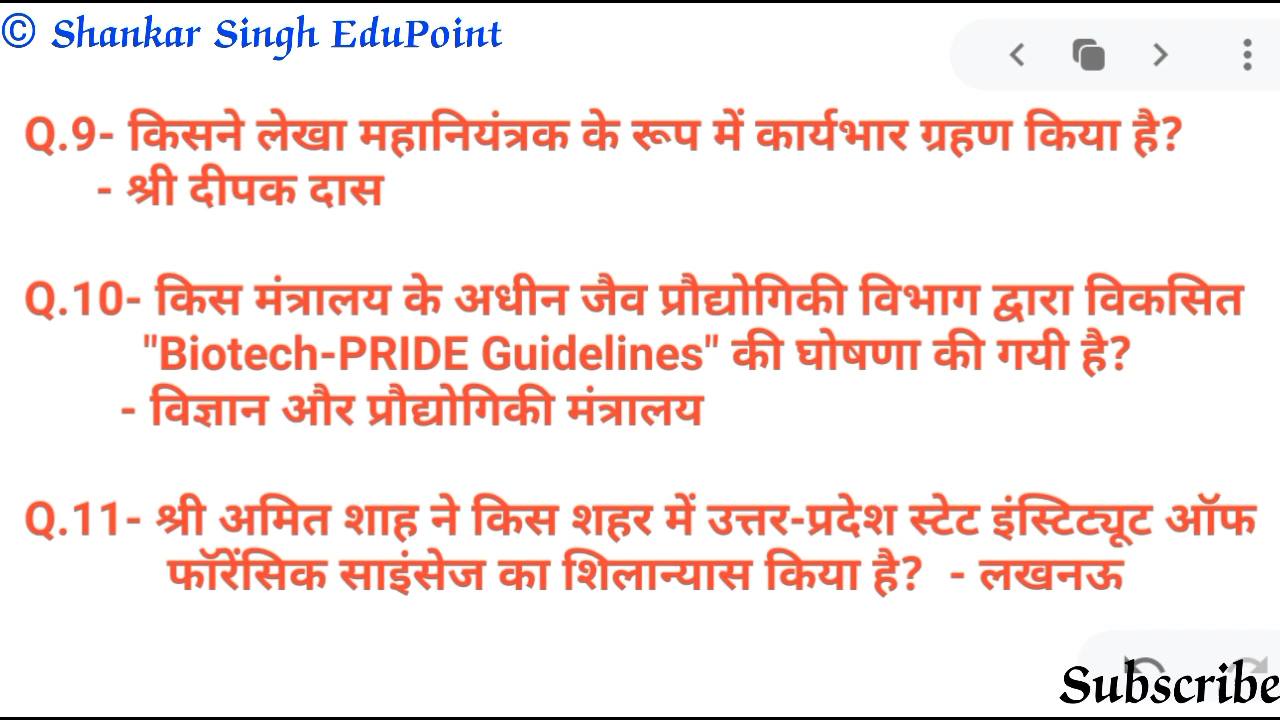 © Shankar Singh EduPoint
Q.9- किसने लेखा महानियंत्रक के रूप में कार्यभार ग्रहण किया है?
- श्री दीपक दास
Q.10- किस मंत्रालय के अधीन जैव प्रौद्योगिकी विभाग द्वारा विकसित
"Biotech-PRIDE Guidelines" की घोषणा की गयी है?
- विज्ञान और प्रौद्योगिकी मंत्रालय
Q.11- श्री अमित शाह ने किस शहर में उत्तर-प्रदेश स्टेट इंस्टिट्यूट ऑफ
फॉरेंसिक साइंसेज का शिलान्यास किया है? - लखनऊ
Subscribe